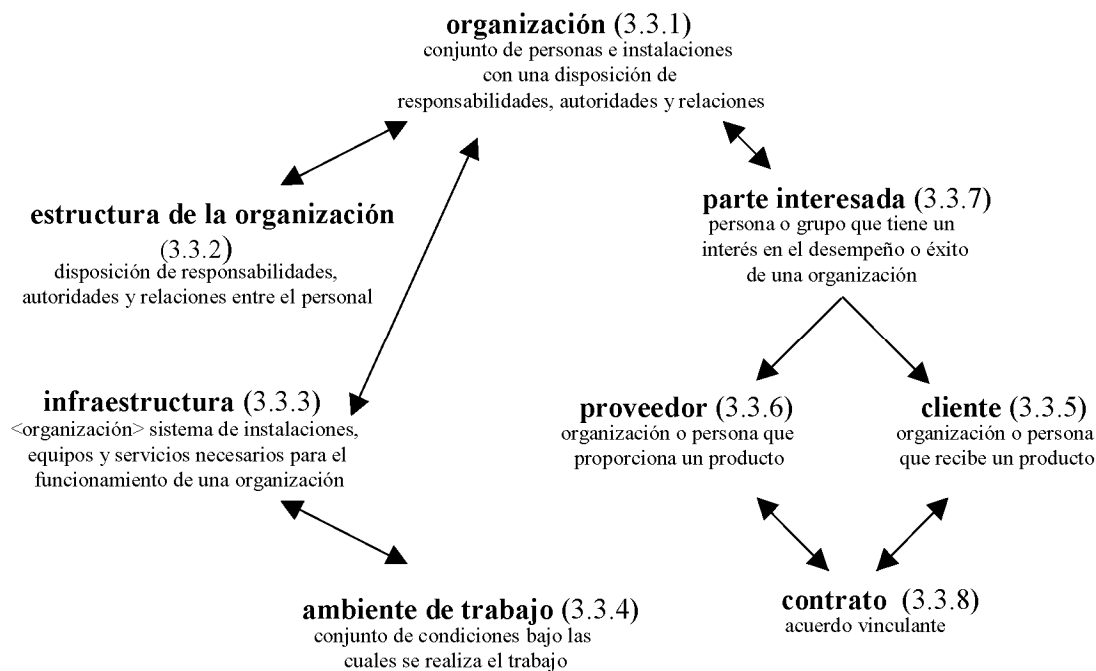 organización (3.3.1)
conjunto de personas e instalaciones
con una disposición de
responsabilidades, autoridades y relaciones
estructura de la organización
(3.3.2)
disposición de responsabilidades,
autoridades y relaciones entre el personal
parte interesada (3.3.7)
persona o grupo que tiene un
interés en el desempeño o éxito
de una organización
infraestructura (3.3.3)
<organización> sistema de instalaciones,
equipos y servicios necesarios para el
funcionamiento de una organización
proveedor (3.3.6)
organización o persona que
proporciona un producto
cliente (3.3.5)
organización o persona
que recibe un producto
ambiente de trabajo (3.3.4)
conjunto de condiciones bajo las
cuales se realiza el trabajo
contrato (3.3.8)
acuerdo vinculante